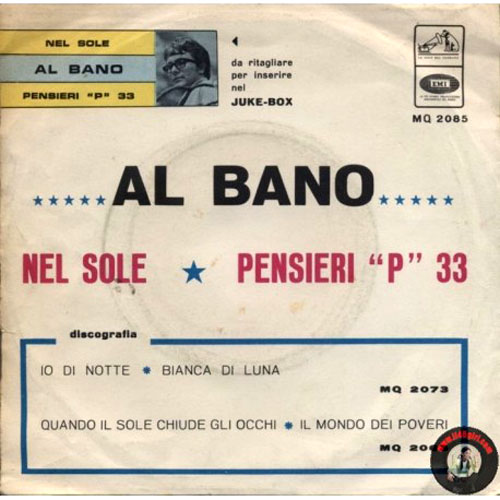 NEL SOLE
AL BANO
PENSIERI "P" 33
da ritagliare
per inserire
nel
JUKE-BOX
EMI
MQ 2085
.....AL BANO.....
NEL SOLE ★ PENSIERI "P" 33
discografia
IO DI NOTTE * BIANCA DI LUNA
MQ 2073
QUANDO IL SOLE CHIUDE GLI OCCHI * IL MONDO DEI POVERI
MQ